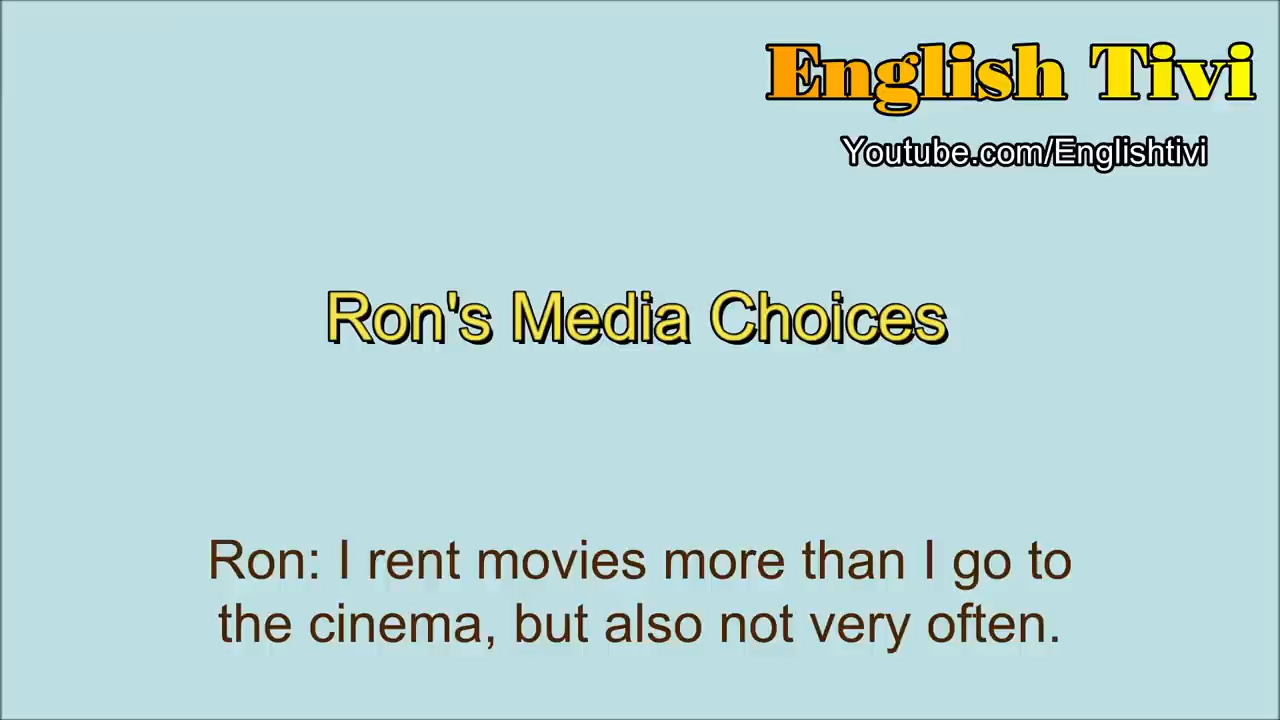 English Tivi
Youtube.com/Englishtivi
Ron's Media Choices
Ron: I rent movies more than I go to
the cinema, but also not very often.